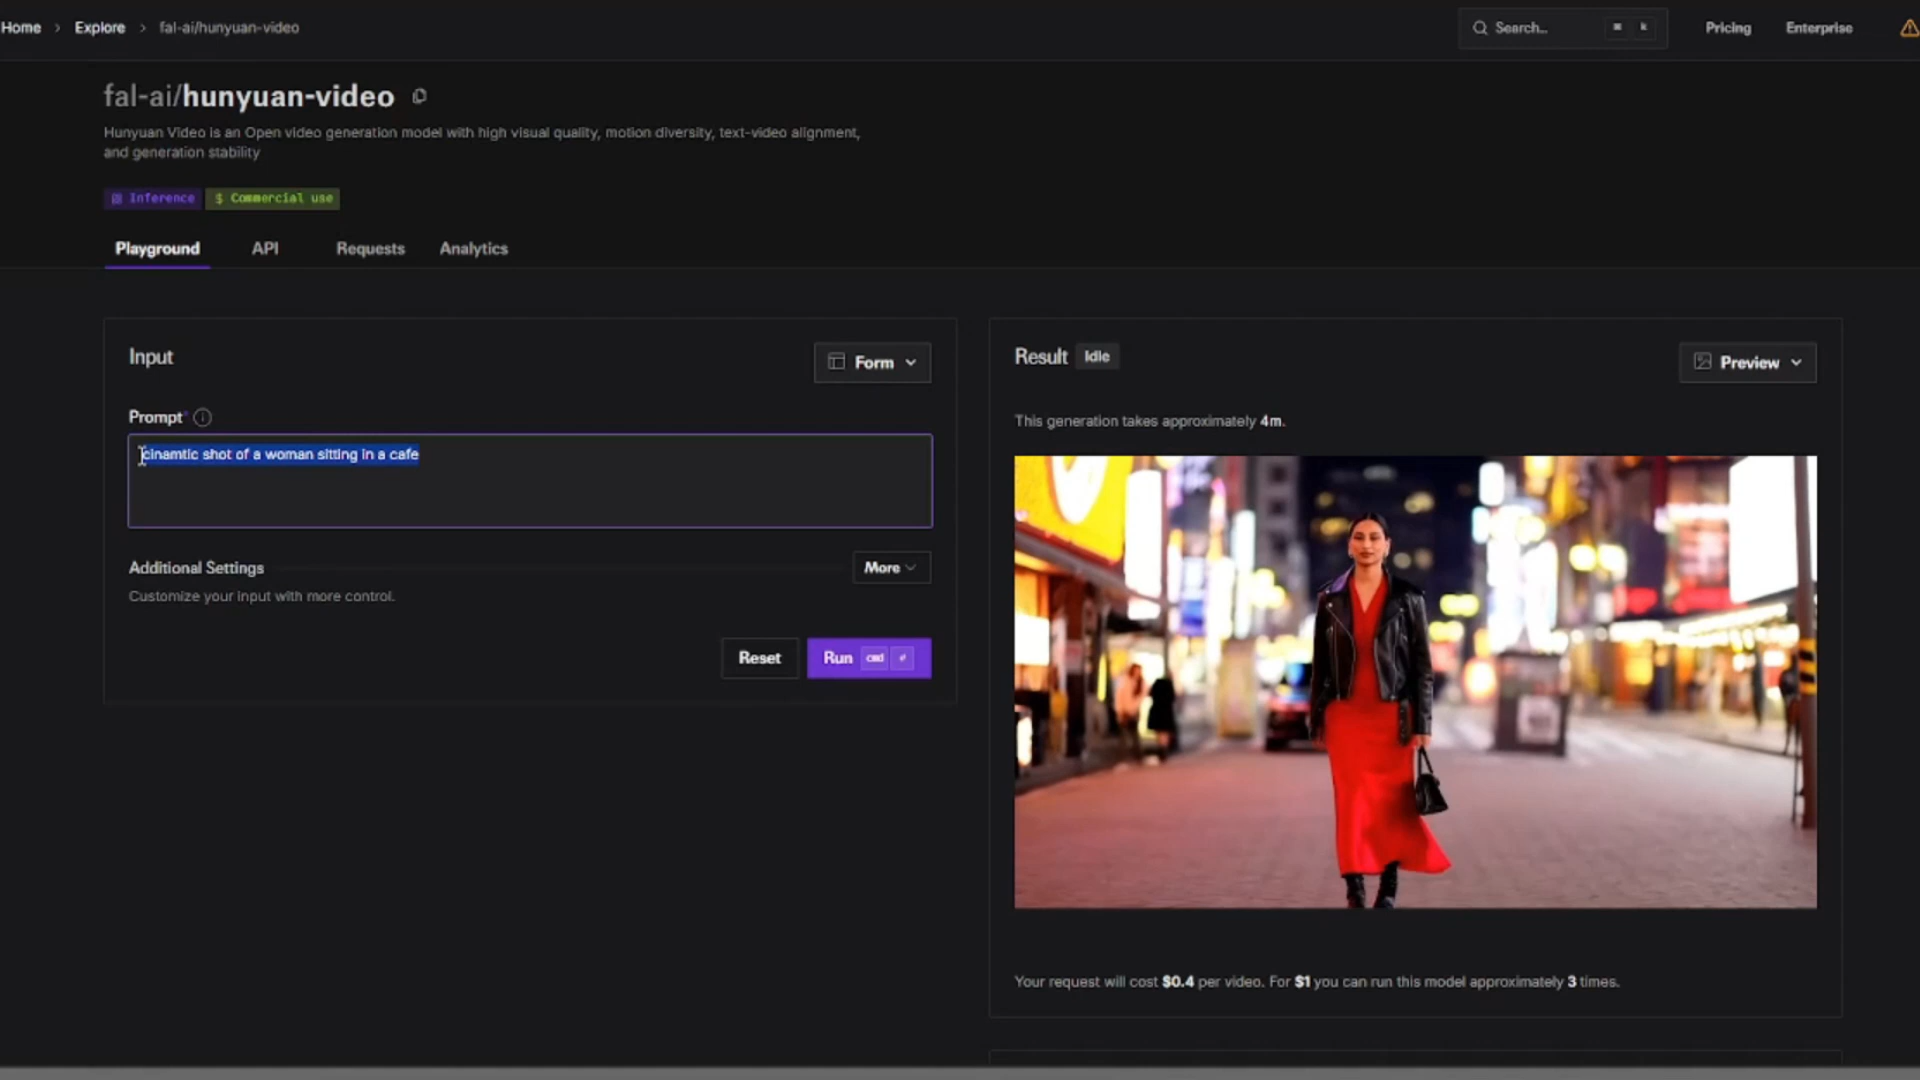 Home > Explore > fal-ai/hunyuan-video
Search... ⌘ k
Pricing
Enterprise
fal-ai/hunyuan-video
Hunyuan Video is an Open video generation model with high visual quality, motion diversity, text-video alignment,
and generation stability
Inference
$ Commercial use
Playground
API
Requests
Analytics
Input
Form
Prompt*
cinamtic shot of a woman sitting in a cafe
Additional Settings
More
Customize your input with more control.
Reset
Run cmd
Result
Idle
Preview
This generation takes approximately 4m.
Your request will cost $0.4 per video. For $1 you can run this model approximately 3 times.